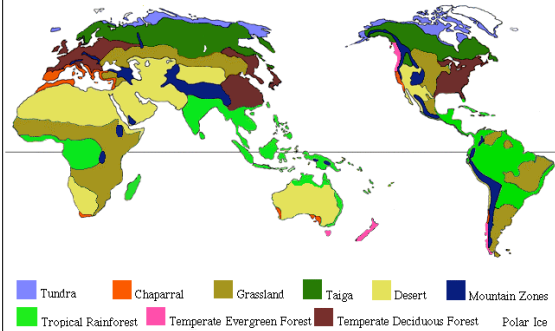 Tundra Chaparral Grassland Taiga Desert Mountain Zones
Tropical Rainforest Temperate Evergreen Forest Temperate Deciduous Forest Polar Ice